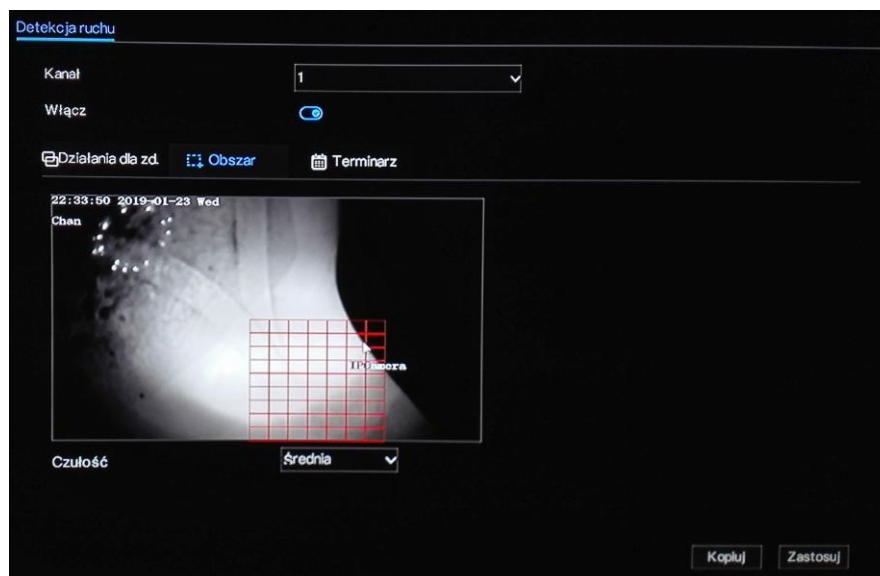 Detekcja ruchu
Kanał
1
Włącz
Działania dla zd.
Obszar
Terminarz
22:33:50 2019-01-23 Wed
Chan
IPCamera
Czułość
Średnia
Kopiuj
Zastosuj